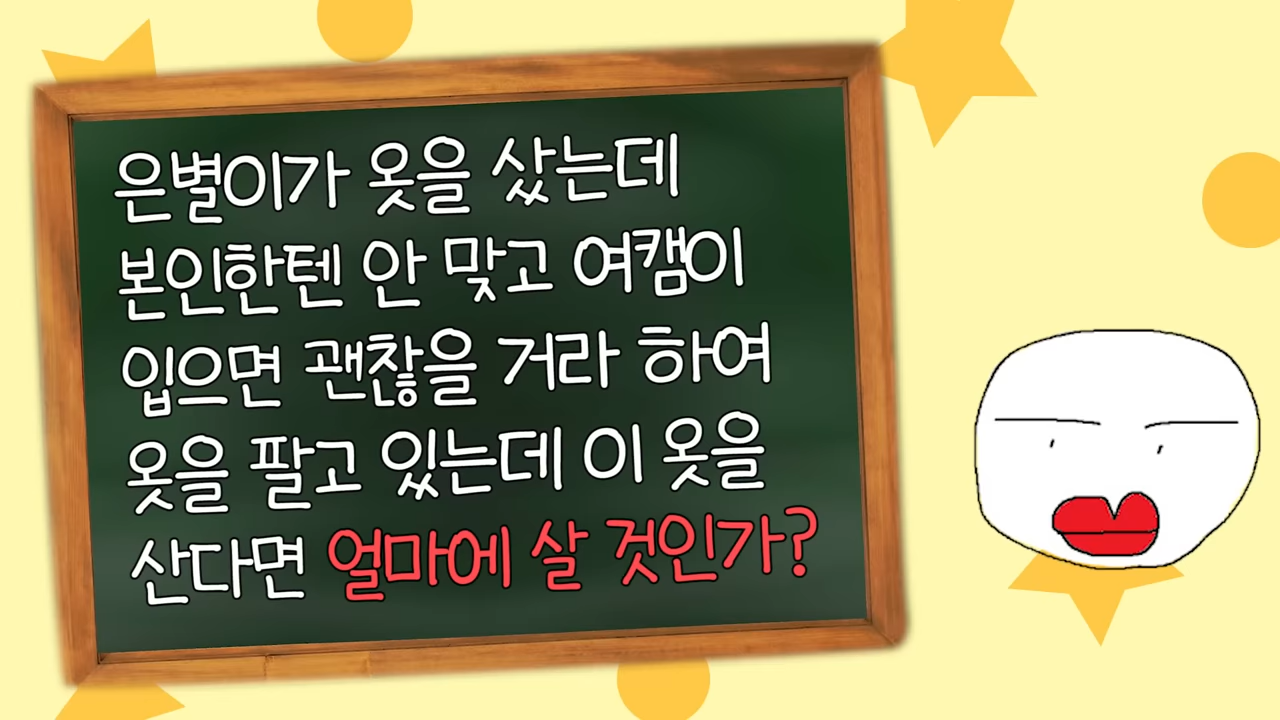 은별이가 옷을 샀는데
본인한텐 안 맞고 여캠이
입으면 괜찮을 거라 하여
옷을 팔고 있는데 이 옷을
산다면 얼마에 살 것인가?